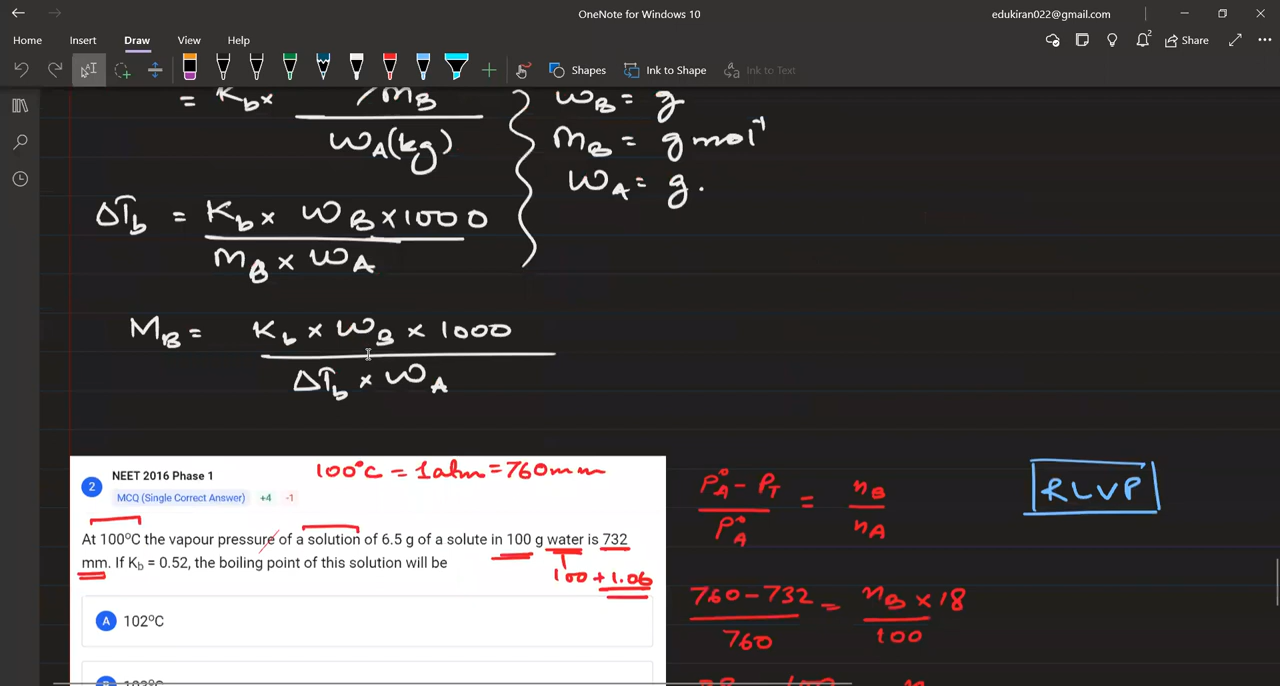 OneNote for Windows 10
edukiran022@gmail.com
Home Insert Draw View Help
Share
Shapes Ink to Shape Ink to Text
= Kb× /MB
WA(kg)
WB = g
MB = g mol⁻¹
WA = g.
ΔTb = Kb × WB × 1000
MB × WA
MB = Kb × WB × 1000
ΔTb × WA
2 NEET 2016 Phase 1
100°C = 1 atm = 760mm
MCQ (Single Correct Answer) +4 -1
At 100°C the vapour pressure of a solution of 6.5 g of a solute in 100 g water is 732
mm. If Kb = 0.52, the boiling point of this solution will be
100 + 1.06
A 102°C
P°A - PT = nB
P°A nA
RLVP
760-732 = nB × 18
760 100